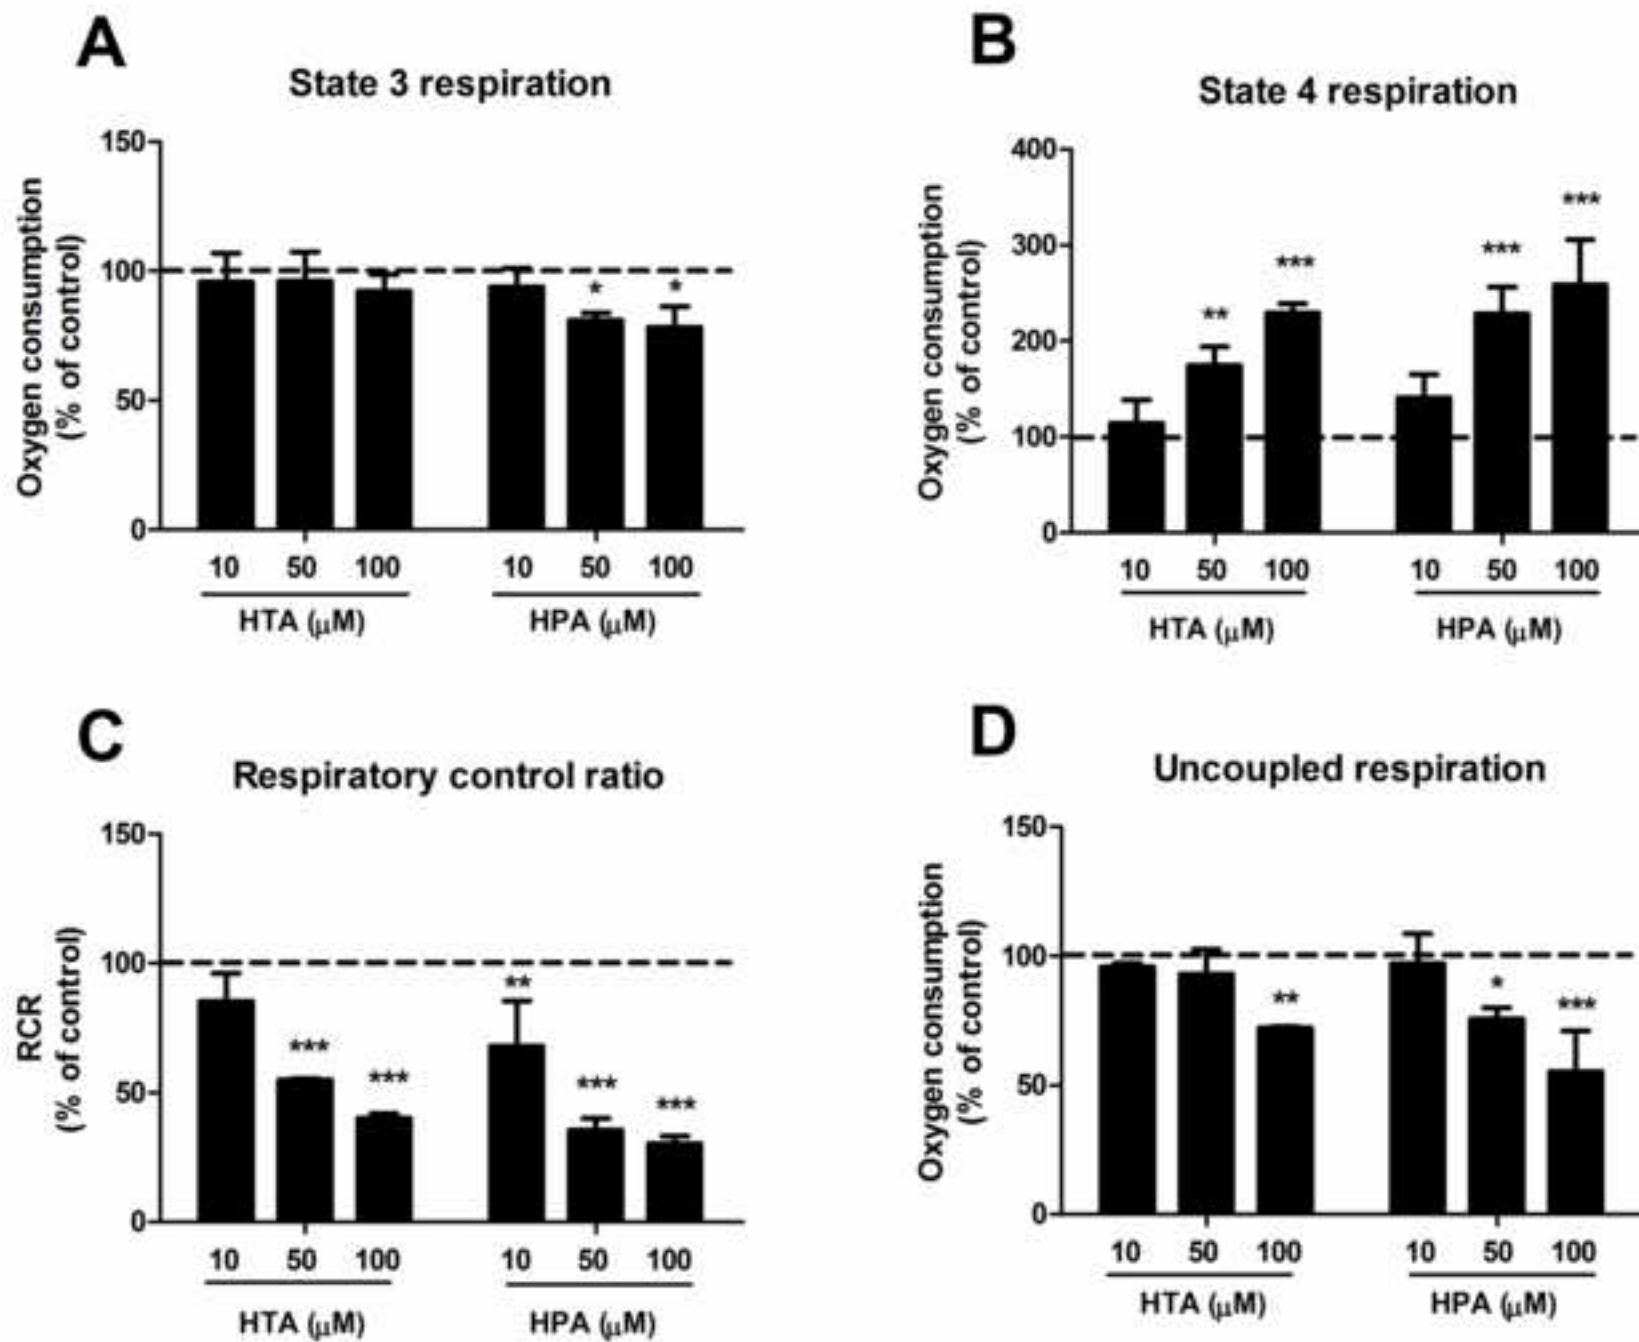 A
State 3 respiration
Oxygen consumption
(% of control)
150
100
50
0
* *
10 50 100 10 50 100
HTA (μM) HPA (μM)
B
State 4 respiration
Oxygen consumption
(% of control)
400
300
200
100
0
** *** *** ***
10 50 100 10 50 100
HTA (μM) HPA (μM)
C
Respiratory control ratio
RCR
(% of control)
150
100
50
0
*** *** ** *** ***
10 50 100 10 50 100
HTA (μM) HPA (μM)
D
Uncoupled respiration
Oxygen consumption
(% of control)
150
100
50
0
** * ***
10 50 100 10 50 100
HTA (μM) HPA (μM)